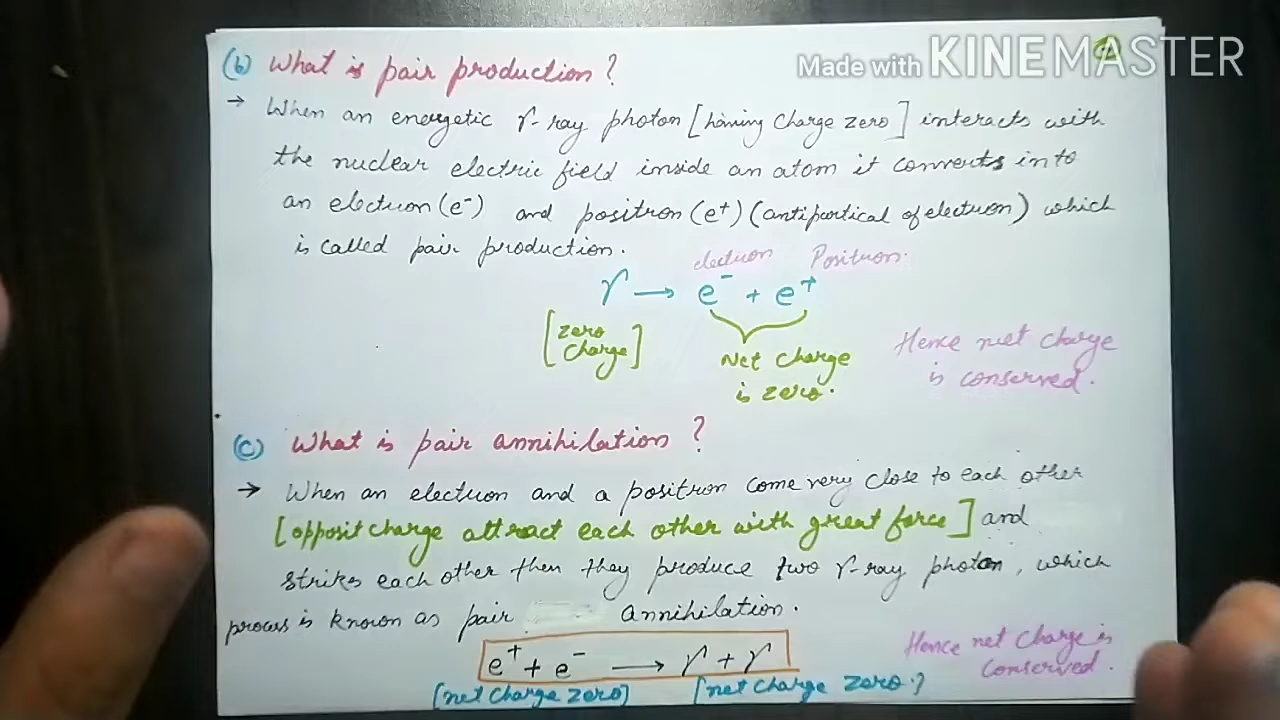 Made with KINEMASTER
(b) What is pair production ?
→ When an energetic γ-ray photon [having charge zero] interacts with
the nuclear electric field inside an atom it converts into
an electron (e⁻) and positron (e⁺) (antipartical of electron) which
is called pair production.
electron Positron.
γ → e⁻ + e⁺
[zero charge]
Net charge
is zero.
Hence net charge
is conserved.
(c) What is pair annihilation ?
→ When an electron and a positron come very close to each other
[opposit charge attract each other with great force] and
strikes each other then they produce two γ-ray photon, which
process is known as pair annihilation.
e⁺ + e⁻ → γ + γ
[net charge zero] [net charge zero.]
Hence net charge is
conserved.